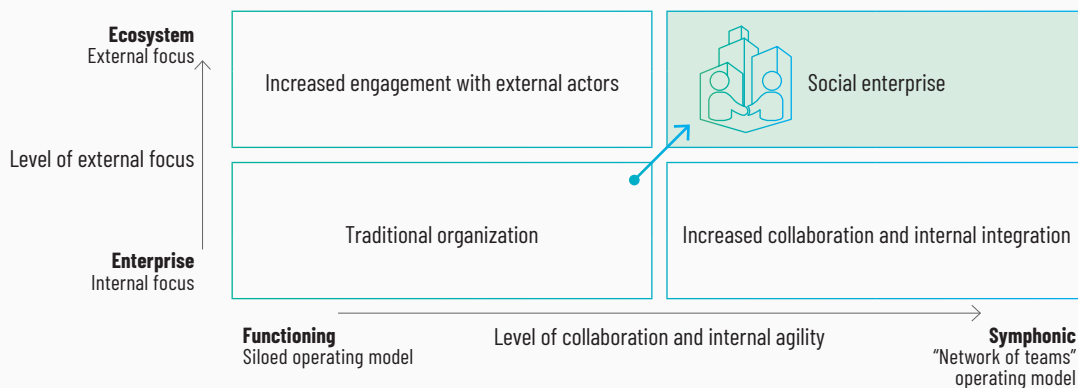 Ecosystem
External focus
Increased engagement with external actors
Social enterprise
Level of external focus
Traditional organization
Increased collaboration and internal integration
Enterprise
Internal focus
Functioning
Siloed operating model
Level of collaboration and internal agility
Symphonic
“Network of teams”
operating model